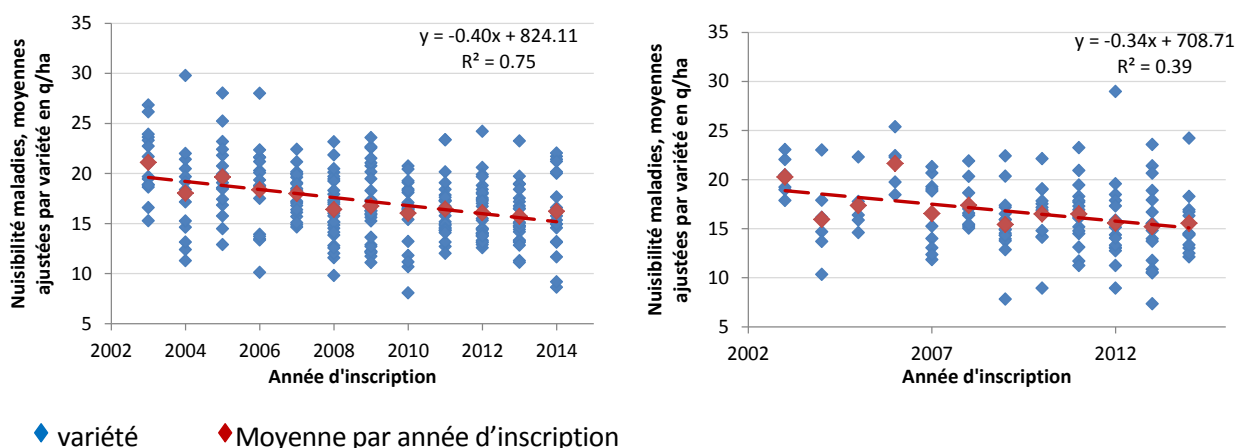 35
30
25
20
15
10
5
2002
2004
2006
2008
2010
2012
2014
Nuisibilité maladies, moyennes
ajustées par variété en q/ha
Année d'inscription
y = -0.40x + 824.11
R² = 0.75
35
30
25
20
15
10
5
2002
2007
2012
Nuisibilité maladies, moyennes
ajustées par variété en q/ha
Année d'inscription
y = -0.34x + 708.71
R² = 0.39
variété
Moyenne par année d’inscription